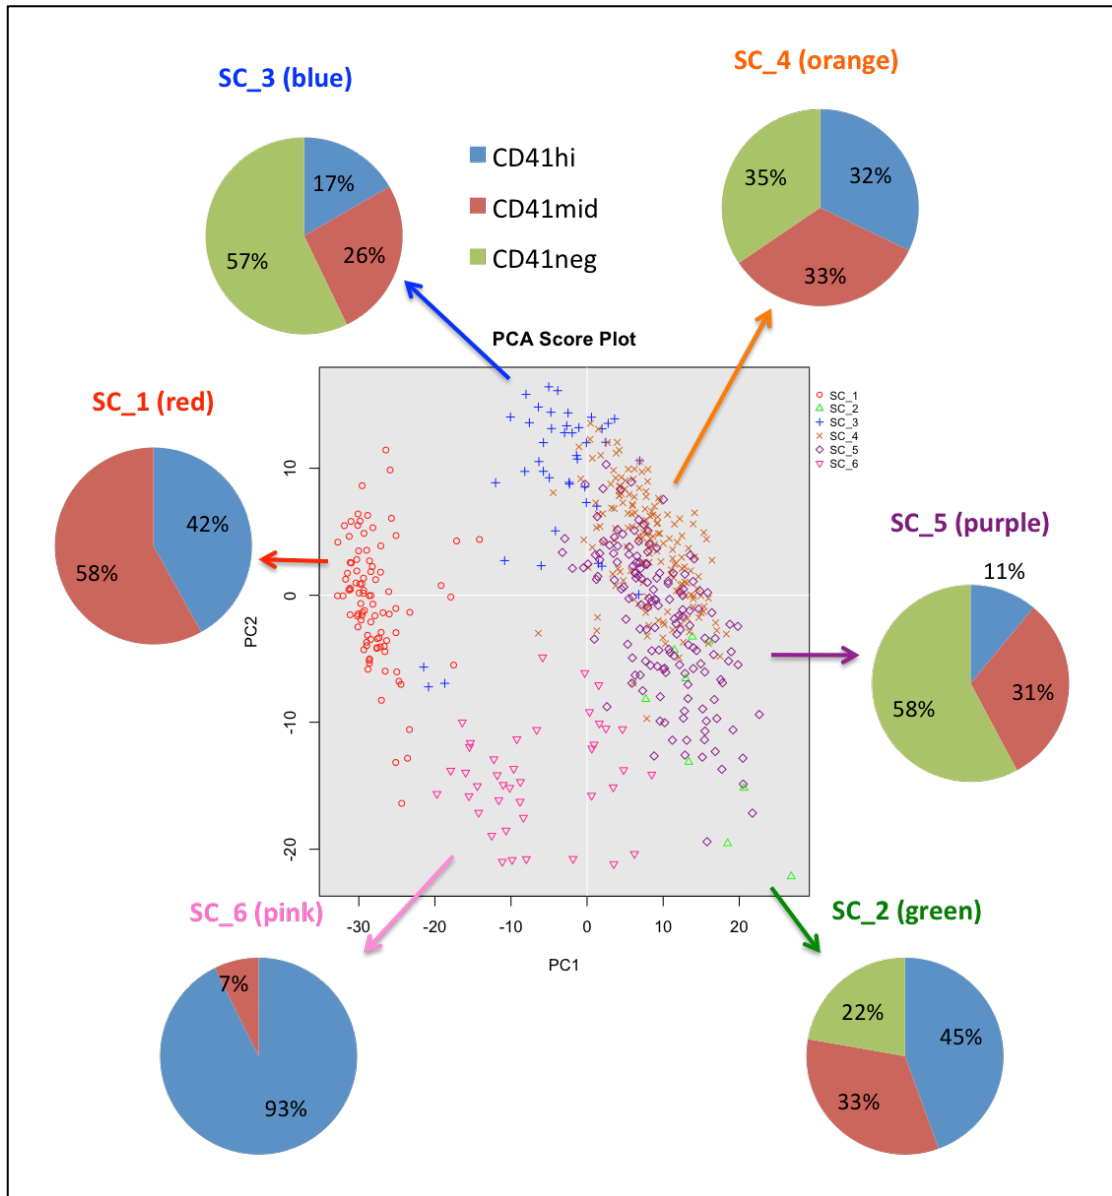 SC_3 (blue)
SC_4 (orange)
17%
26%
57%
CD41hi
CD41mid
CD41neg
35%
32%
33%
PCA Score Plot
SC_1 (red)
42%
58%
SC_1
SC_2
SC_3
SC_4
SC_5
SC_6
SC_5 (purple)
11%
31%
58%
PC2
10
0
-10
-20
-30
-20
-10
0
10
20
PC1
SC_6 (pink)
7%
93%
SC_2 (green)
22%
45%
33%